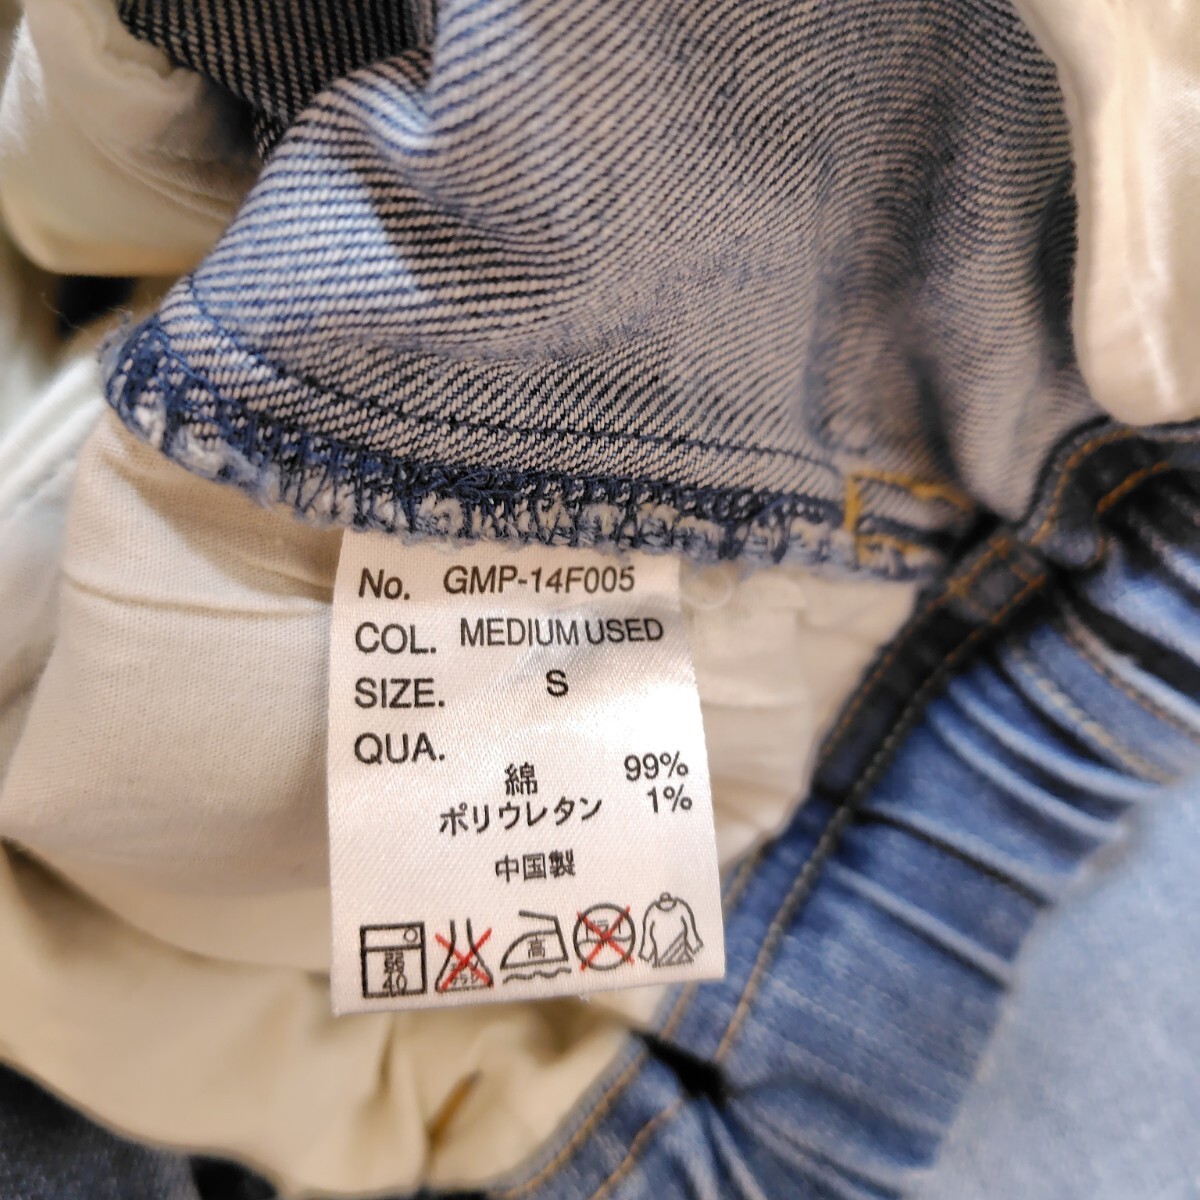 No. GMP-14F005
COL. MEDIUM USED
SIZE. S
QUA.
綿 99%
ポリウレタン 1%
中国製
弱
40
高